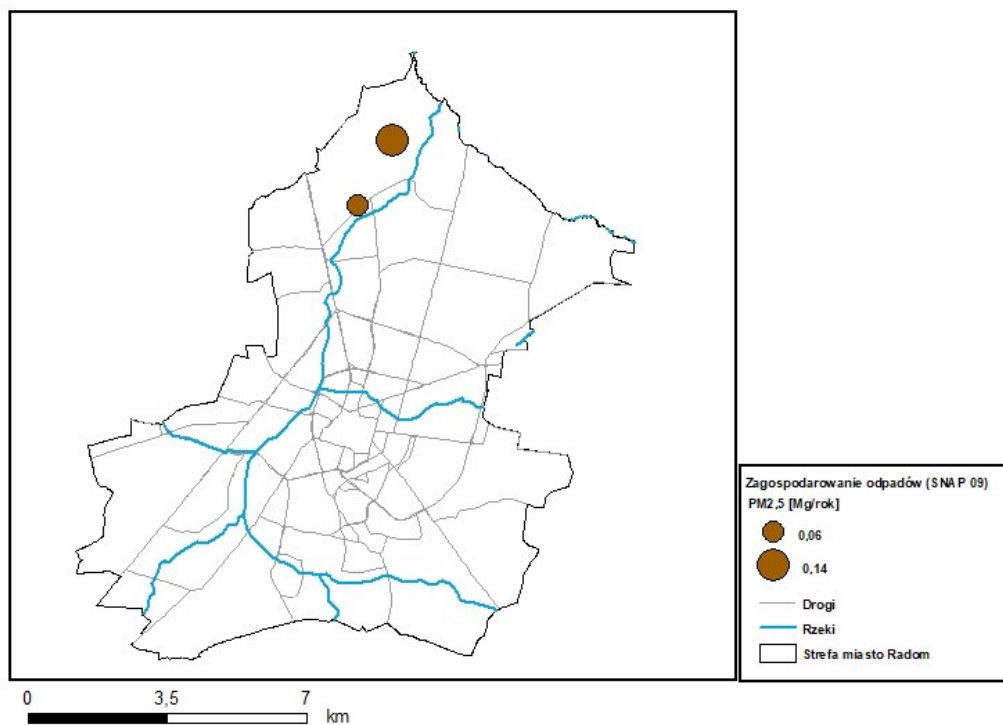 Zagospodarowanie odpadów (SNAP 09)
PM2,5 [Mg/rok]
0,06
0,14
Drogi
Rzeki
Strefa miasto Radom
0 3,5 7
km